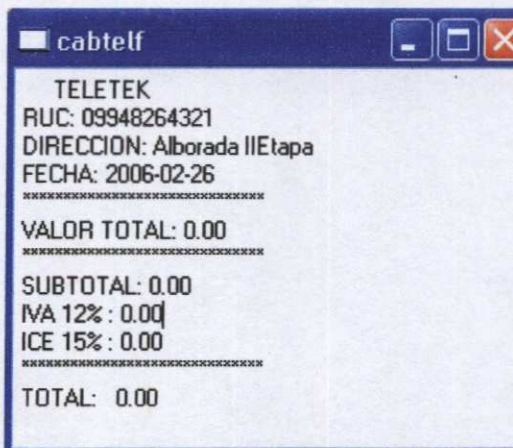 cabtelf
TELETEK
RUC: 09948264321
DIRECCION: Alborada IIEtapa
FECHA: 2006-02-26
******************************
VALOR TOTAL: 0.00
******************************
SUBTOTAL: 0.00
IVA 12% : 0.00
ICE 15% : 0.00
******************************
TOTAL: 0.00